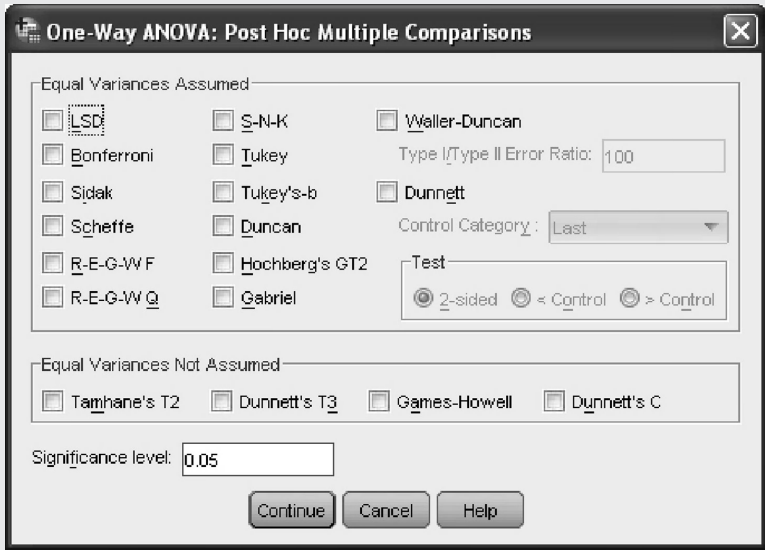 One-Way ANOVA: Post Hoc Multiple Comparisons
Equal Variances Assumed
LSD
S-N-K
Waller-Duncan
Bonferroni
Tukey
Type I/Type II Error Ratio: 100
Sidak
Tukey's-b
Dunnett
Scheffe
Duncan
Control Category : Last
R-E-G-W F
Hochberg's GT2
Test
R-E-G-W Q
Gabriel
2-sided
< Control
> Control
Equal Variances Not Assumed
Tamhane's T2
Dunnett's T3
Games-Howell
Dunnett's C
Significance level: 0.05
Continue
Cancel
Help